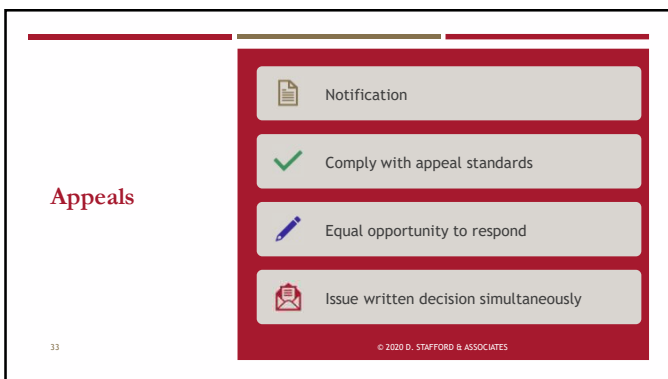 Appeals
Notification
Comply with appeal standards
Equal opportunity to respond
Issue written decision simultaneously
33
© 2020 D. STAFFORD & ASSOCIATES